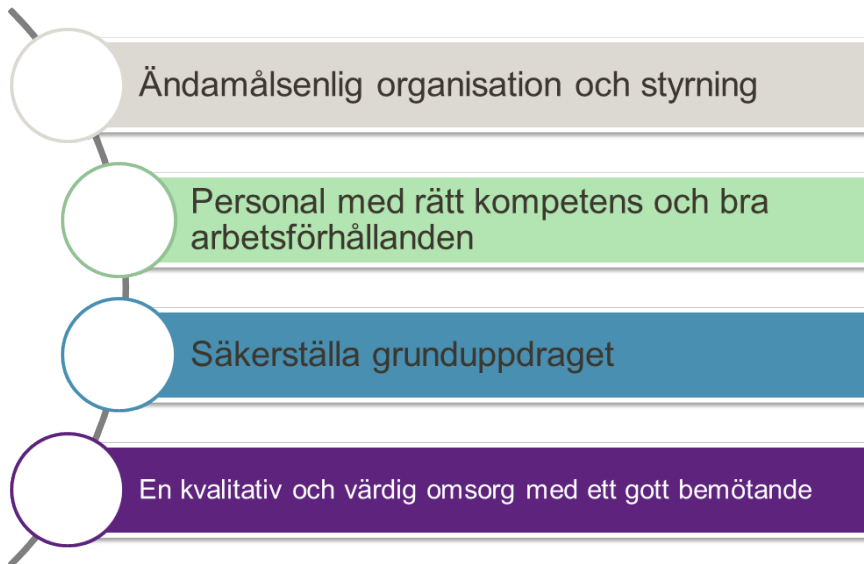 Ändamålsenlig organisation och styrning
Personal med rätt kompetens och bra
arbetsförhållanden
Säkerställa grunduppdraget
En kvalitativ och värdig omsorg med ett gott bemötande